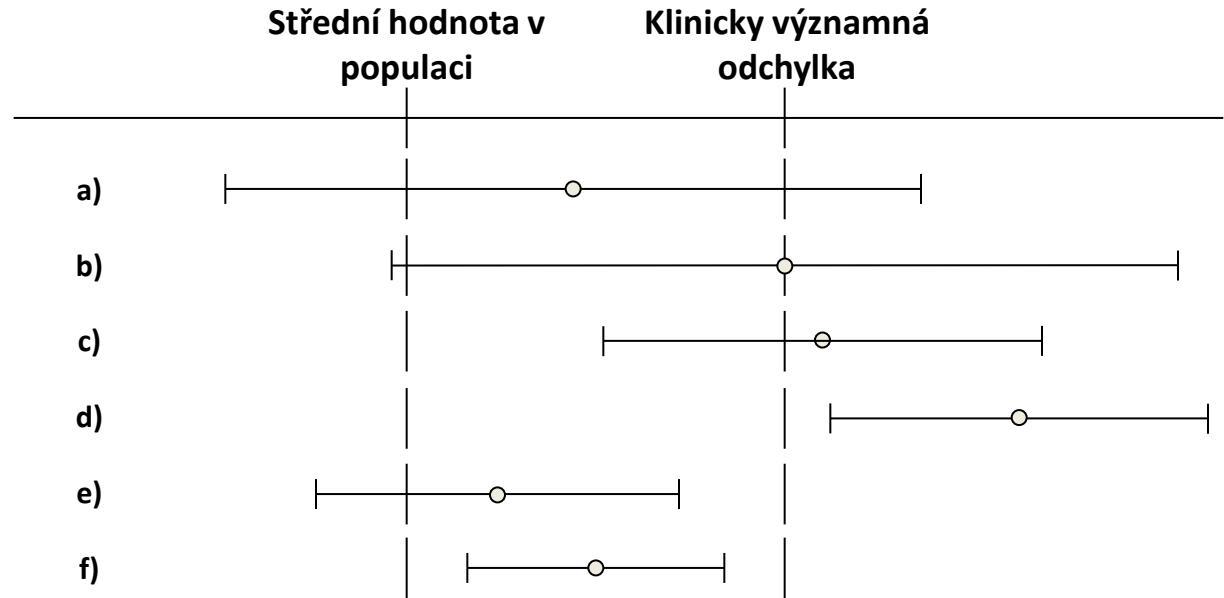 Střední hodnota v
populaci
Klinicky významná
odchylka
a)
b)
c)
d)
e)
f)